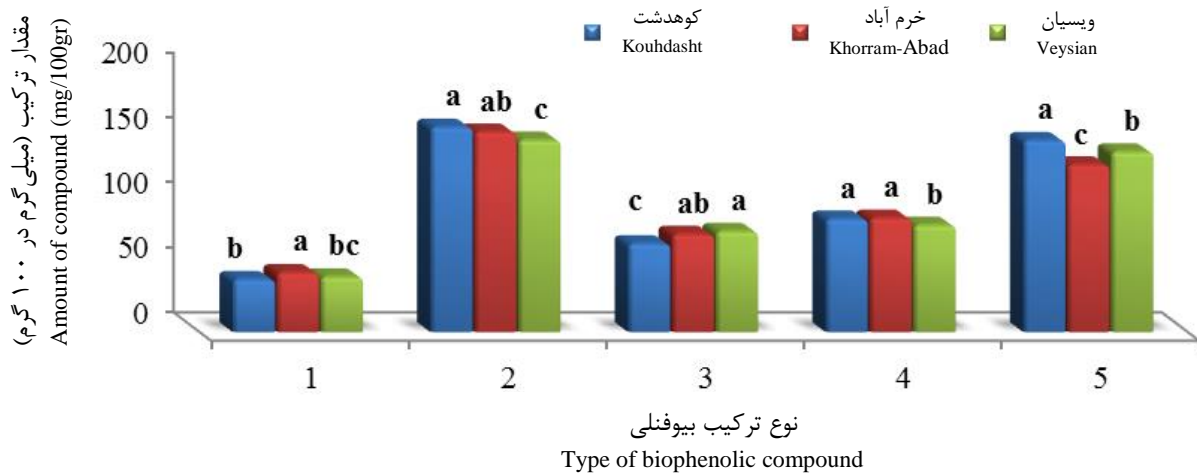 مقدار ترکیب (میلی‌گرم در ۱۰۰ گرم)
Amount of compound (mg/100gr)
کوهدشت
Kouhdasht
خرم آباد
Khorram-Abad
ویسیان
Veysian
200
150
100
50
0
b a bc
a ab c
c ab a
a a b
a c b
1 2 3 4 5
نوع ترکیب بیوفنلی
Type of biophenolic compound